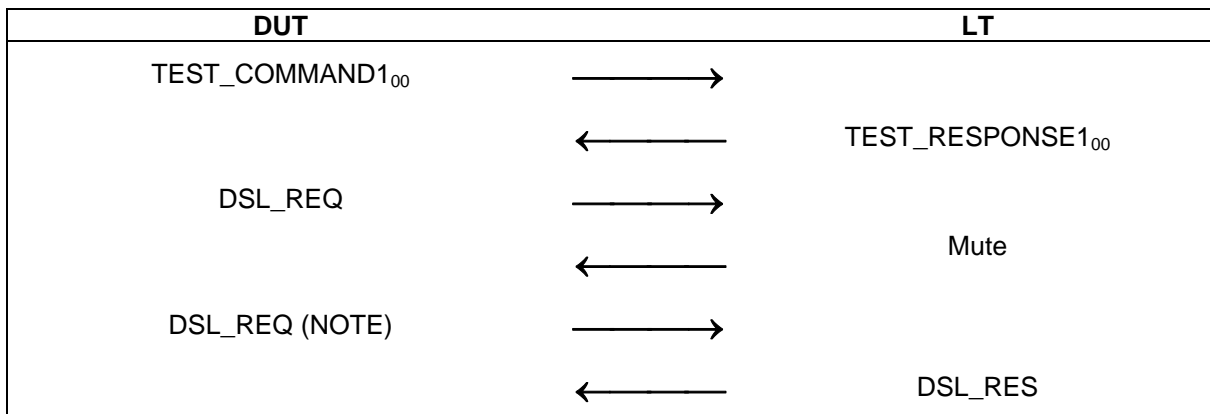 DUT LT
TEST_COMMAND1₀₀
TEST_RESPONSE1₀₀
DSL_REQ
Mute
DSL_REQ (NOTE)
DSL_RES